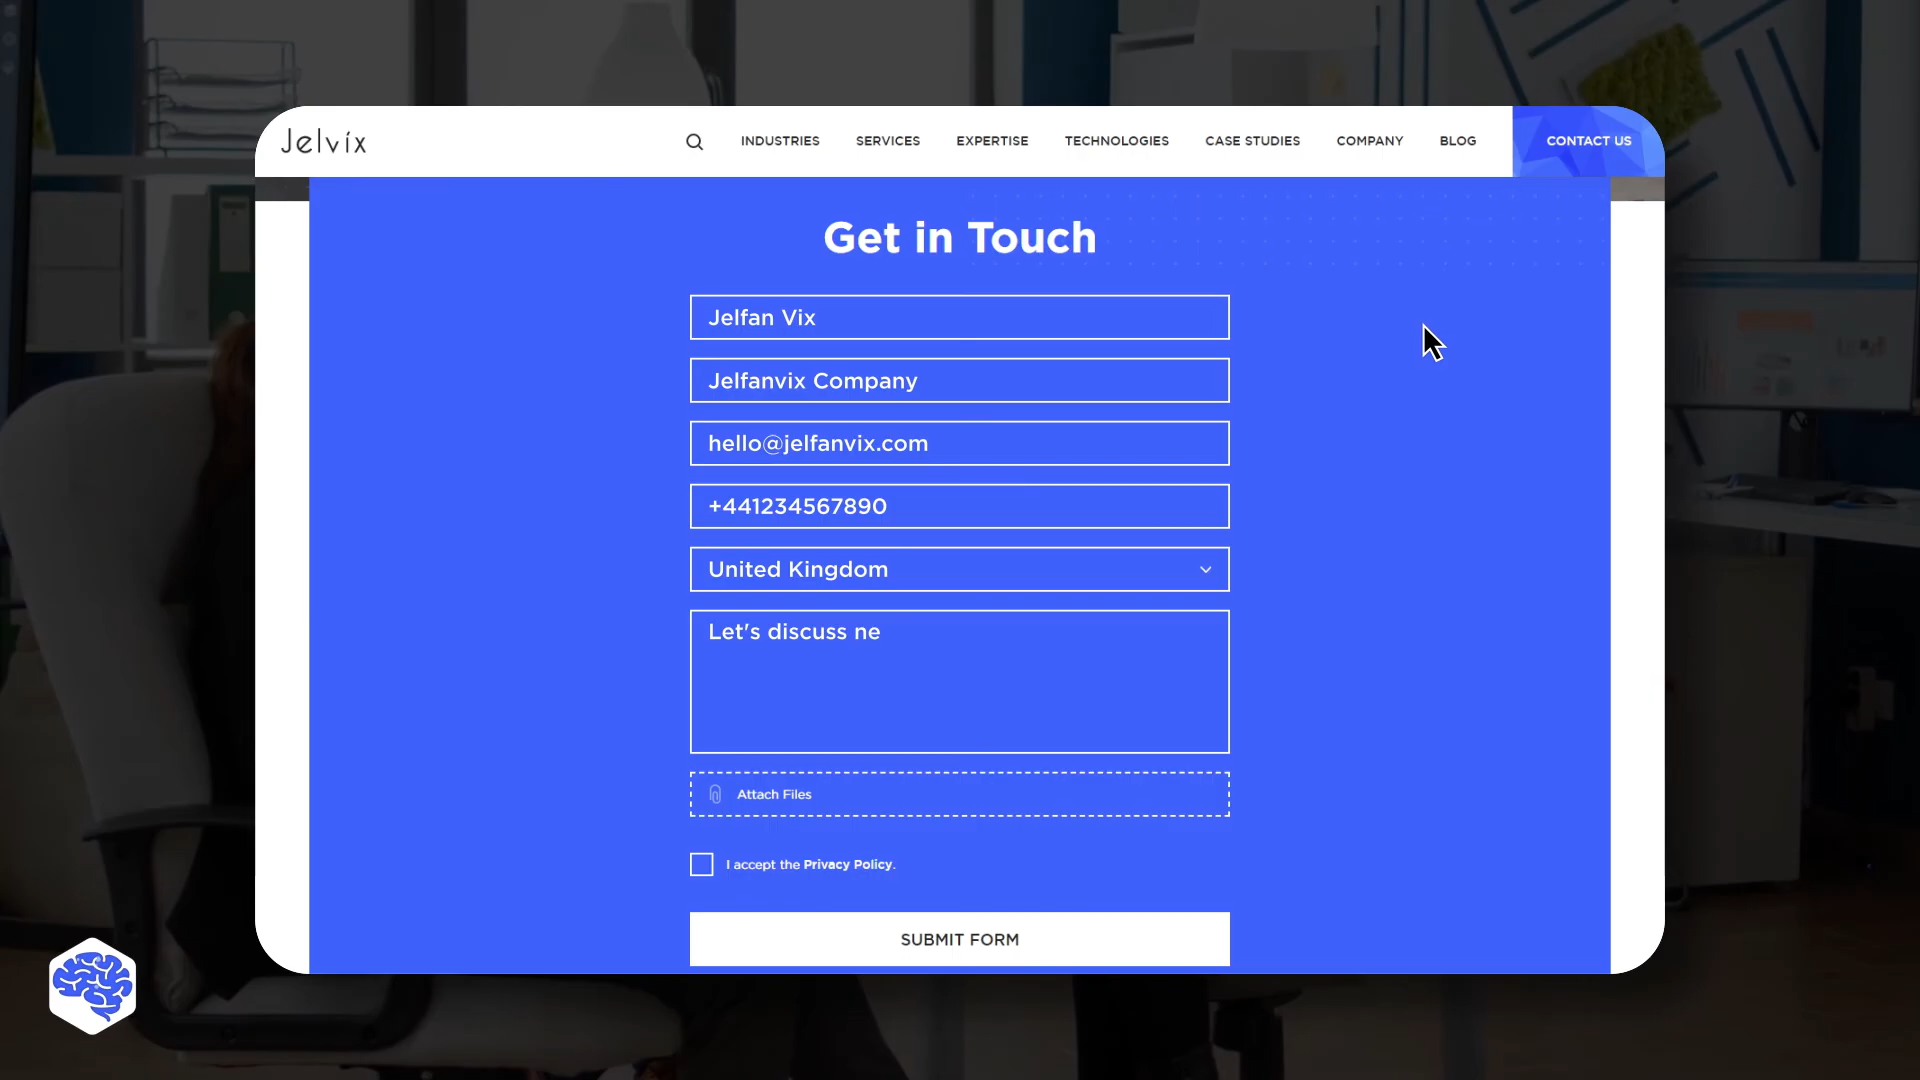 Jelvix
INDUSTRIES SERVICES EXPERTISE TECHNOLOGIES CASE STUDIES COMPANY BLOG CONTACT US
Get in Touch
Jelfan Vix
Jelfanvix Company
hello@jelfanvix.com
+441234567890
United Kingdom
Let's discuss ne
Attach Files
I accept the Privacy Policy.
SUBMIT FORM